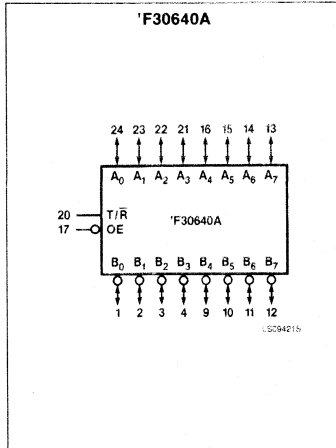 'F30640A
24 23 22 21 16 15 14 13
A₀ A₁ A₂ A₃ A₄ A₅ A₆ A₇
20 T/R̅
'F30640A
17 OE
B₀ B₁ B₂ B₃ B₄ B₅ B₆ B₇
1 2 3 4 9 10 11 12
LS09421S